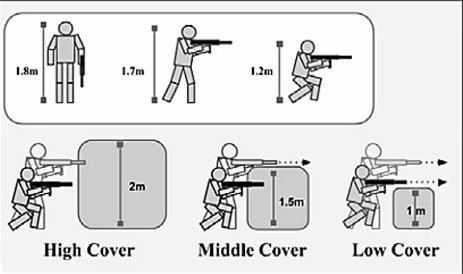 1.8m
1.7m
1.2m
2m
1.5m
1 m
High Cover
Middle Cover
Low Cover